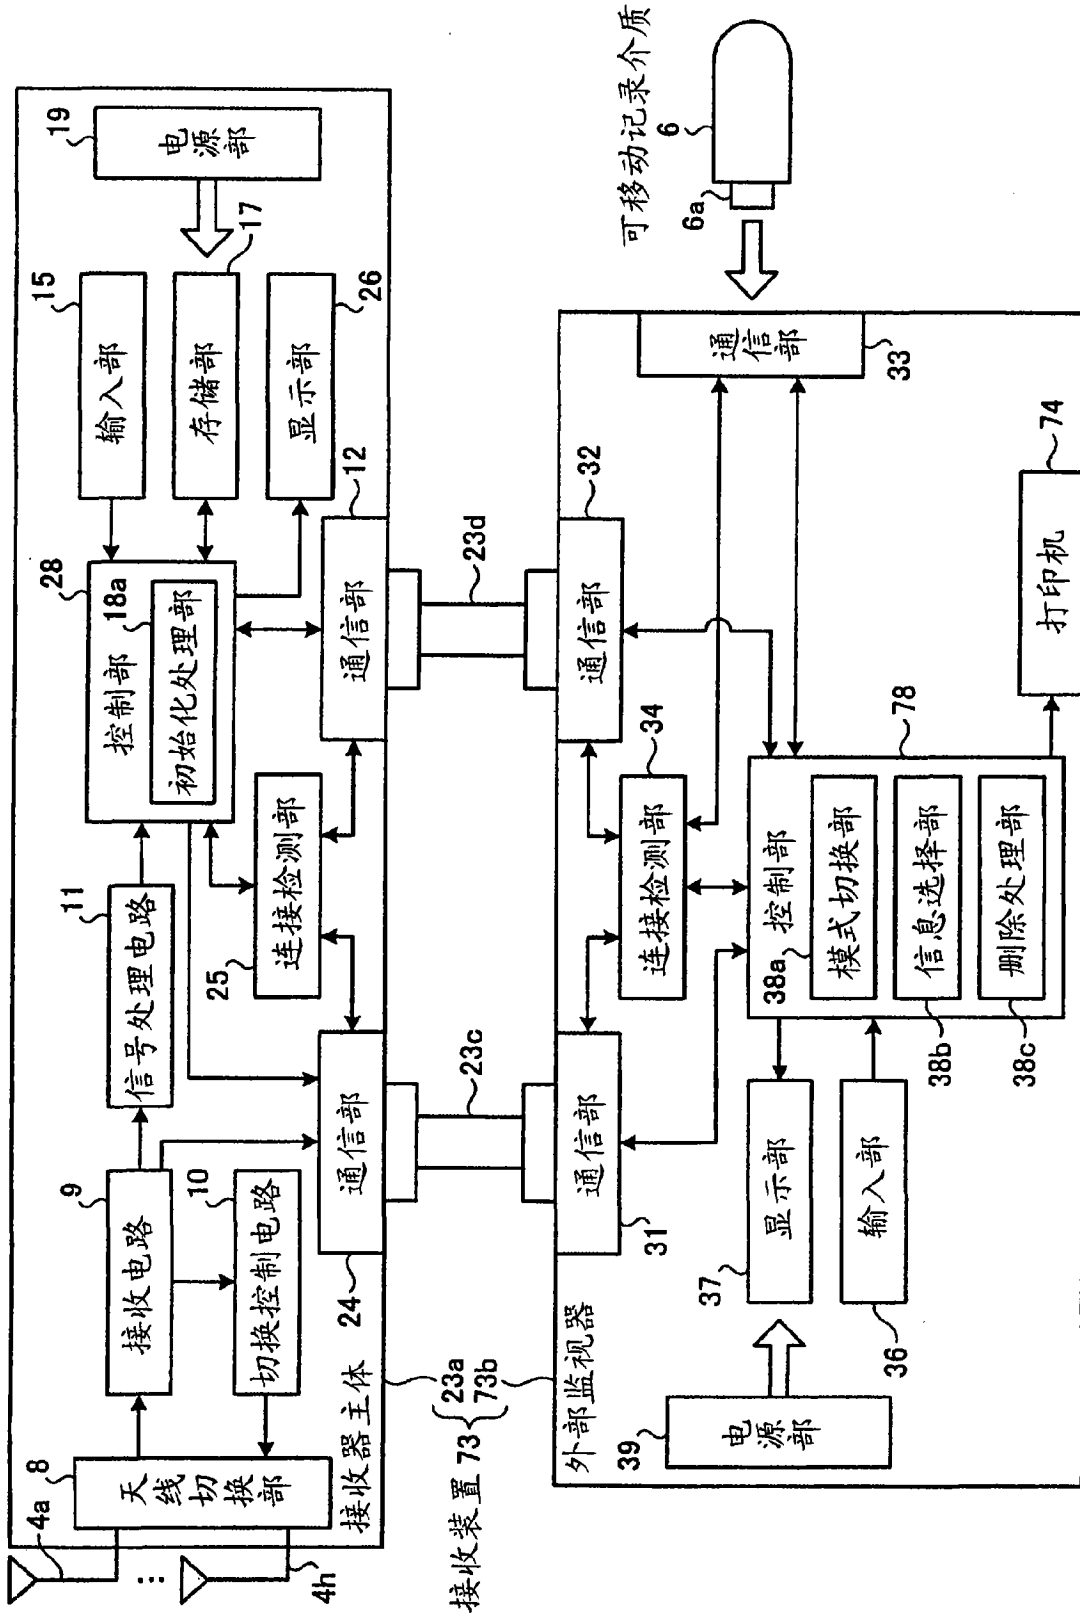 4a
4h
8
天线切换部
9
接收电路
10
切换控制电路
11
信号处理电路
28
控制部
18a
初始化处理部
15
输入部
17
存储部
26
显示部
19
电源部
25
连接检测部
24
通信部
12
通信部
接收器主体
23a
73b
接收装置 73
23c
23d
外部监视器
31
通信部
32
通信部
34
连接检测部
33
通信部
可移动记录介质
6
6a
78
控制部
38a
模式切换部
38b
信息选择部
38c
删除处理部
74
打印机
37
显示部
36
输入部
39
电源部